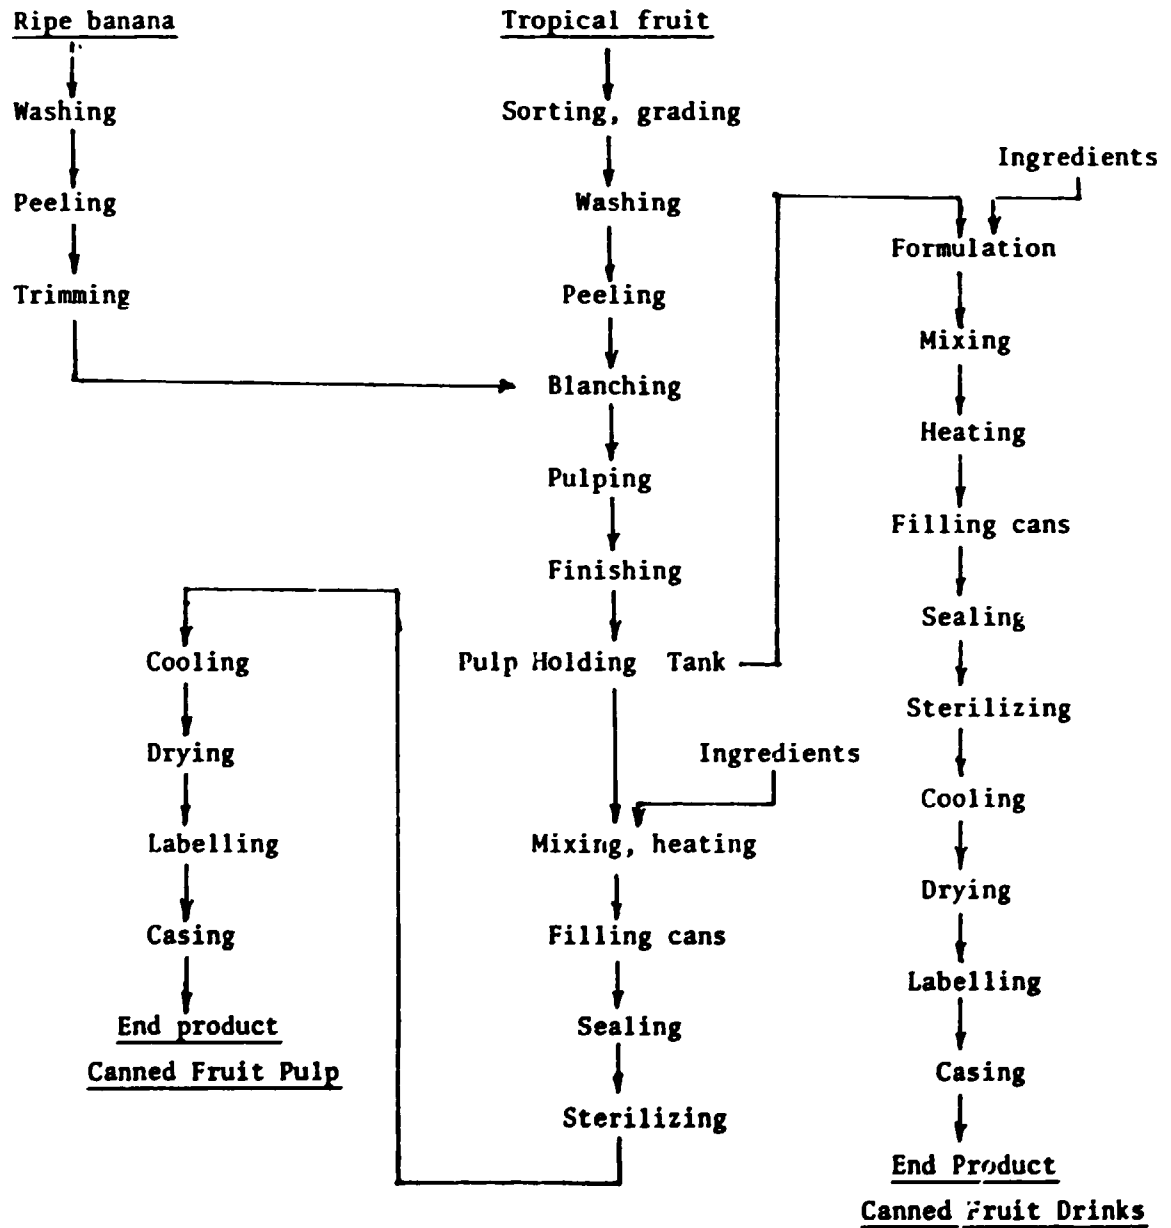 Ripe banana
Washing
Peeling
Trimming
Tropical fruit
Sorting, grading
Washing
Peeling
Blanching
Pulping
Finishing
Pulp Holding Tank
Ingredients
Mixing, heating
Filling cans
Sealing
Sterilizing
Cooling
Drying
Labelling
Casing
End product
Canned Fruit Pulp
Ingredients
Formulation
Mixing
Heating
Filling cans
Sealing
Sterilizing
Cooling
Drying
Labelling
Casing
End Product
Canned Fruit Drinks